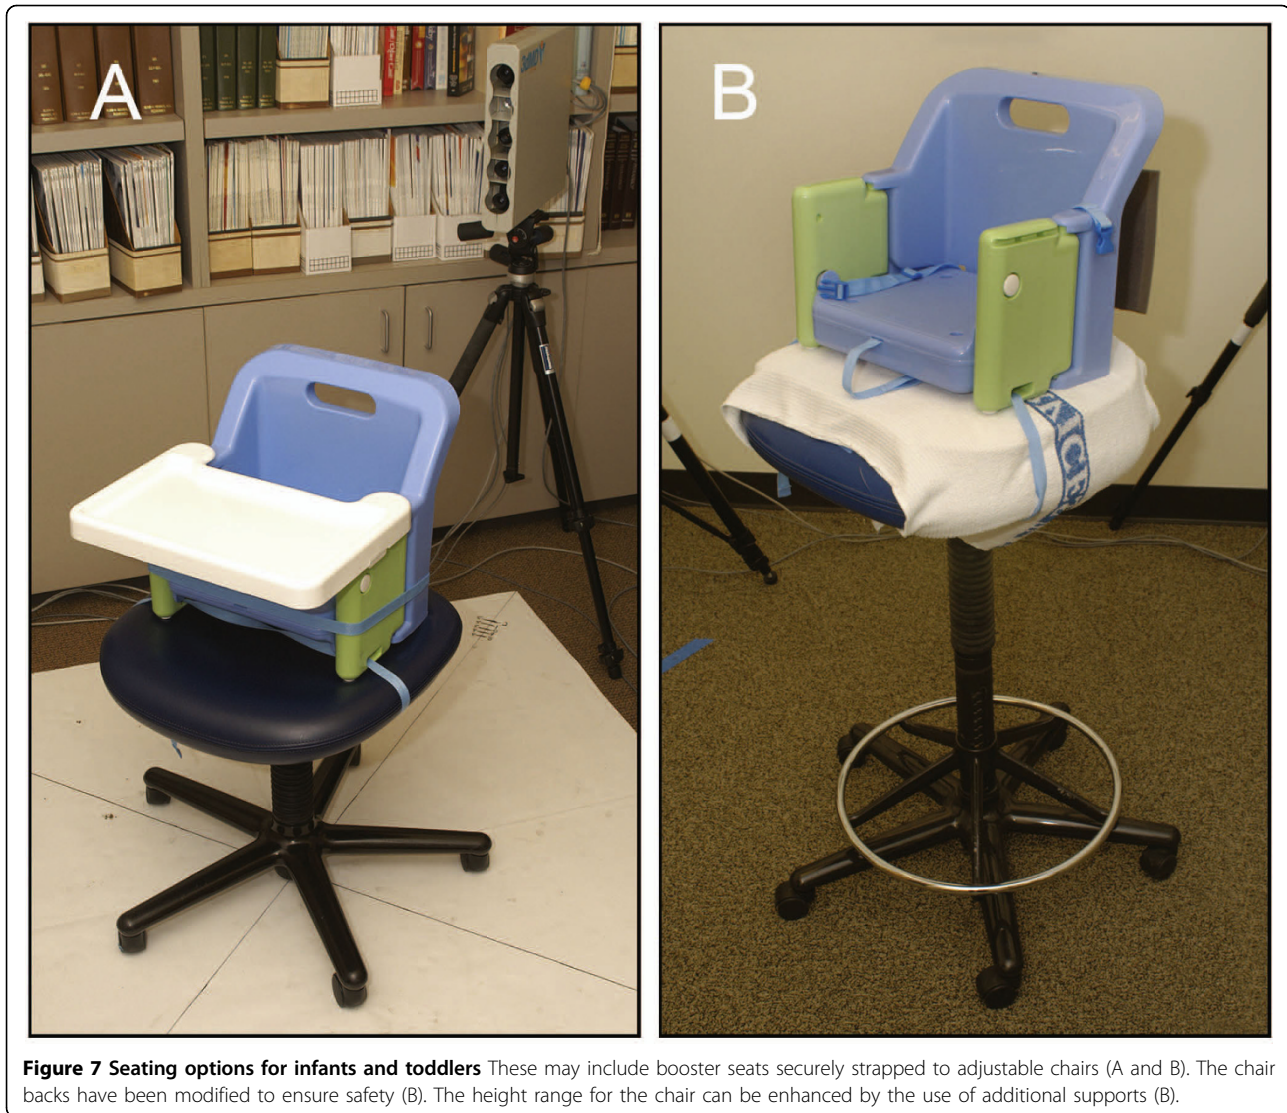 A
B
Figure 7 Seating options for infants and toddlers These may include booster seats securely strapped to adjustable chairs (A and B). The chair
backs have been modified to ensure safety (B). The height range for the chair can be enhanced by the use of additional supports (B).